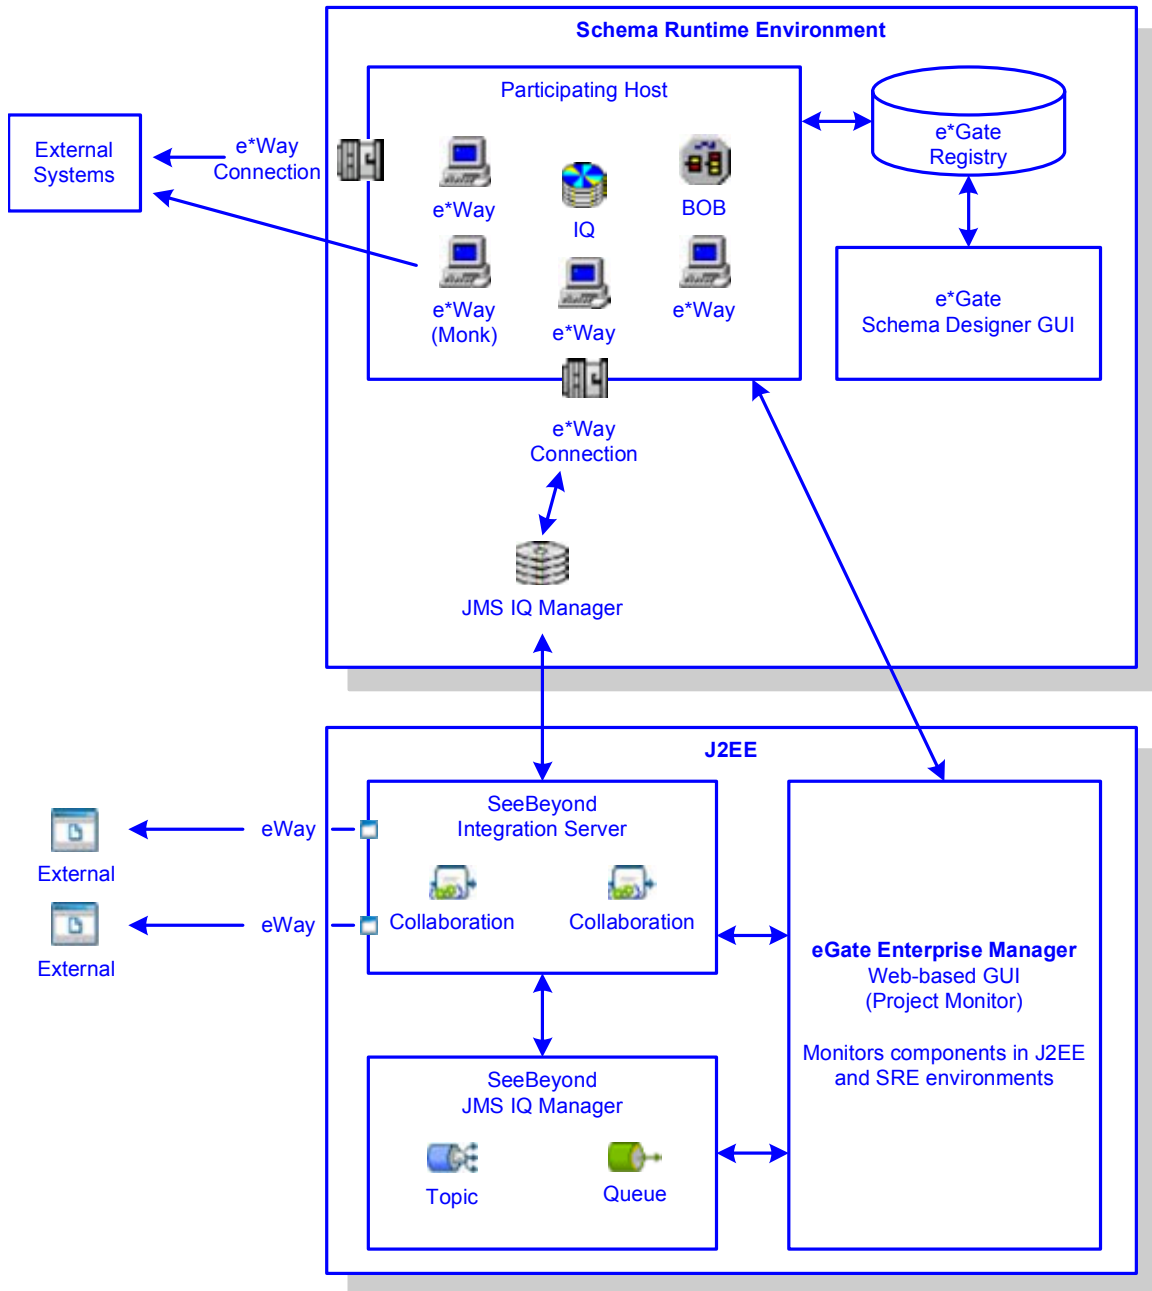 Schema Runtime Environment
Participating Host
External
Systems
e*Way
Connection
e*Way
IQ
BOB
e*Gate
Registry
e*Way
(Monk)
e*Way
e*Way
e*Gate
Schema Designer GUI
e*Way
Connection
JMS IQ Manager
J2EE
SeeBeyond
Integration Server
External
eWay
Collaboration
Collaboration
External
eWay
eGate Enterprise Manager
Web-based GUI
(Project Monitor)
Monitors components in J2EE
and SRE environments
SeeBeyond
JMS IQ Manager
Topic
Queue